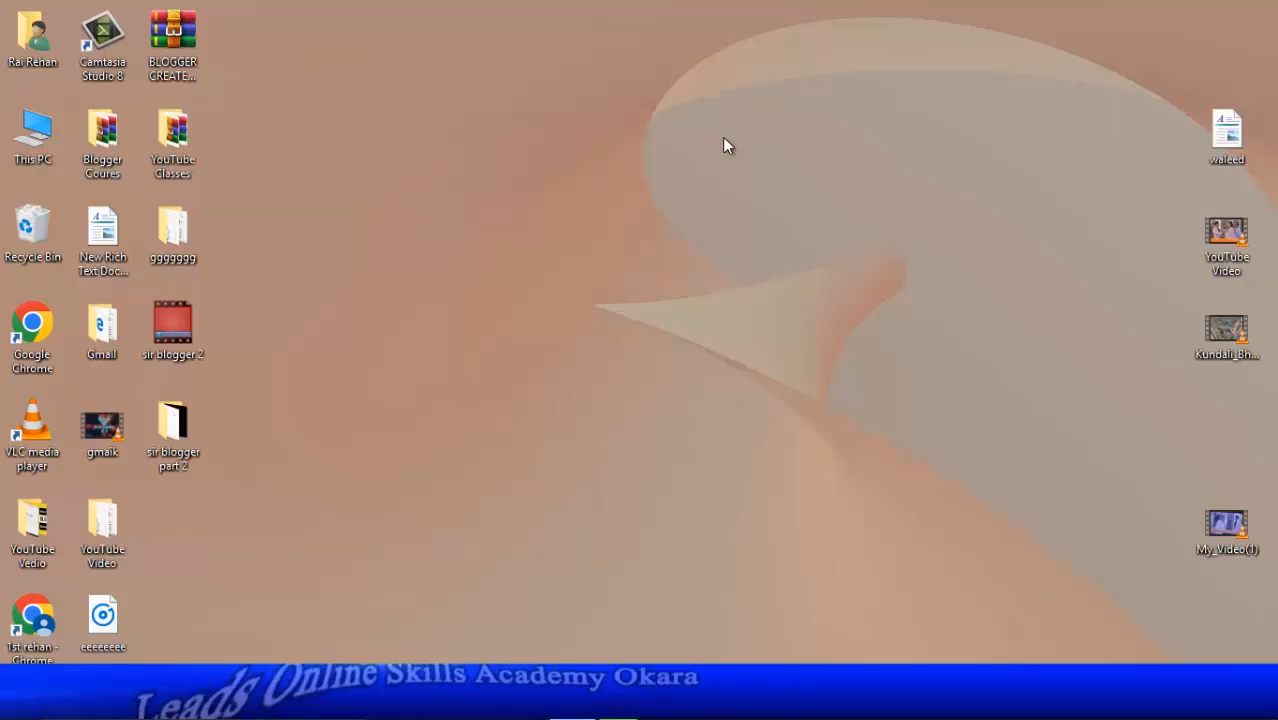 Rai Rehan
Camtasia
Studio 8
BLOGGER
CREATE...
This PC
Blogger
Coures
YouTube
Classes
waleed
Recycle Bin
New Rich
Text Doc...
ggggggg
YouTube
Video
Google
Chrome
Gmail
sir blogger 2
Kundali_Bh...
VLC media
player
gmaik
sir blogger
part 2
YouTube
Vedio
YouTube
Video
My_Video(1)
1st rehan -
Chrome
eeeeeeee
Leads Online Skills Academy Okara